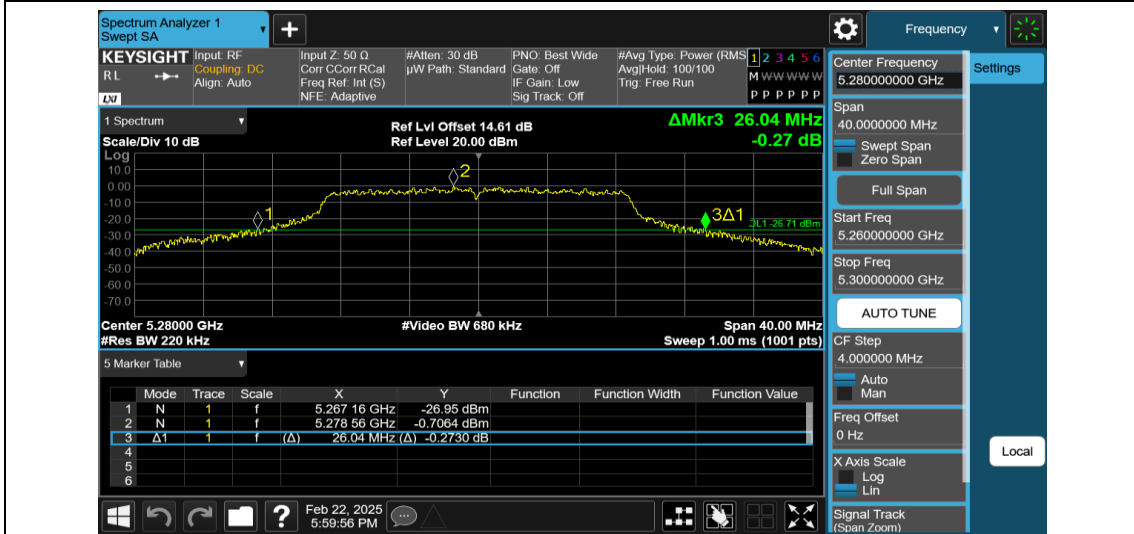 Spectrum Analyzer 1
Swept SA
+
Frequency
KEYSIGHT
RL
LXI
Input: RF
Coupling: DC
Align: Auto
Input Z: 50 Ω
Corr CCorr RCal
Freq Ref: Int (S)
NFE: Adaptive
#Atten: 30 dB
µW Path: Standard
PNO: Best Wide
Gate: Off
IF Gain: Low
Sig Track: Off
#Avg Type: Power (RMS
Avg|Hold: 100/100
Trig: Free Run
1 2 3 4 5 6
M W W W W W
P P P P P P
1 Spectrum
Scale/Div 10 dB
Ref Lvl Offset 14.61 dB
Ref Level 20.00 dBm
ΔMkr3 26.04 MHz
-0.27 dB
Log
10.0
0.00
-10.0
-20.0
-30.0
-40.0
-50.0
-60.0
-70.0
1
2
3Δ1
DL1 -26.71 dBm
Center 5.28000 GHz
#Video BW 680 kHz
Span 40.00 MHz
#Res BW 220 kHz
Sweep 1.00 ms (1001 pts)
5 Marker Table
Mode Trace Scale X Y Function Function Width Function Value
1 N 1 f 5.267 16 GHz -26.95 dBm
2 N 1 f 5.278 56 GHz -0.7064 dBm
3 Δ1 1 f (Δ) 26.04 MHz (Δ) -0.2730 dB
4
5
6
?
Feb 22, 2025
5:59:56 PM
Center Frequency
5.280000000 GHz
Span
40.0000000 MHz
Swept Span
Zero Span
Full Span
Start Freq
5.260000000 GHz
Stop Freq
5.300000000 GHz
AUTO TUNE
CF Step
4.000000 MHz
Auto
Man
Freq Offset
0 Hz
X Axis Scale
Log
Lin
Signal Track
(Span Zoom)
Settings
Local